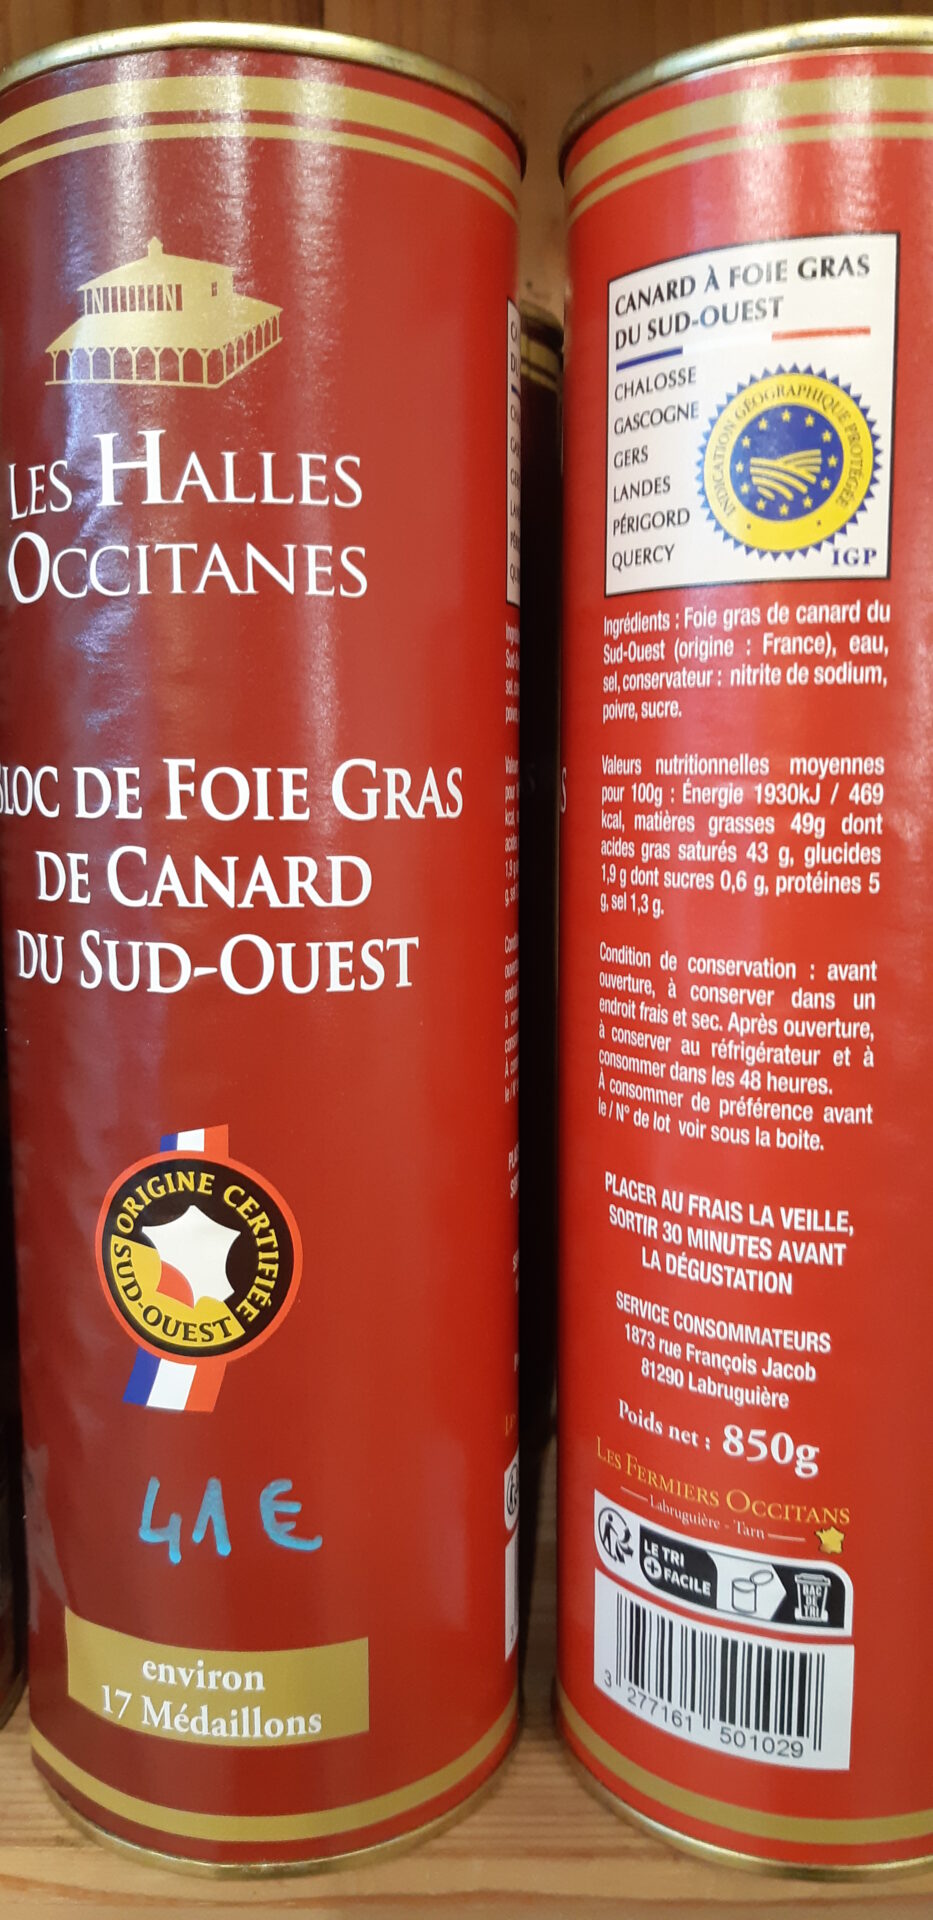 LES HALLES
OCCITANES
BLOC DE FOIE GRAS
DE CANARD
DU SUD-OUEST
ORIGINE CERTIFIÉE
SUD-OUEST
41€
environ
17 Médaillons
CANARD À FOIE GRAS
DU SUD-OUEST
CHALOSSE
GASCOGNE
GERS
LANDES
PÉRIGORD
QUERCY
INDICATION GÉOGRAPHIQUE PROTÉGÉE
IGP
Ingrédients : Foie gras de canard du
Sud-Ouest (origine : France), eau,
sel, conservateur : nitrite de sodium,
poivre, sucre.
Valeurs nutritionnelles moyennes
pour 100g : Énergie 1930kJ / 469
kcal, matières grasses 49g dont
acides gras saturés 43 g, glucides
1,9 g dont sucres 0,6 g, protéines 5
g, sel 1,3 g.
Condition de conservation : avant
ouverture, à conserver dans un
endroit frais et sec. Après ouverture,
à conserver au réfrigérateur et à
consommer dans les 48 heures.
À consommer de préférence avant
le / N° de lot voir sous la boite.
PLACER AU FRAIS LA VEILLE,
SORTIR 30 MINUTES AVANT
LA DÉGUSTATION
SERVICE CONSOMMATEURS
1873 rue François Jacob
81290 Labruguière
Poids net : 850g
LES FERMIERS OCCITANS
Labruguière - Tarn
LE TRI
+ FACILE
BAC
DE
TRI
3 277161 501029